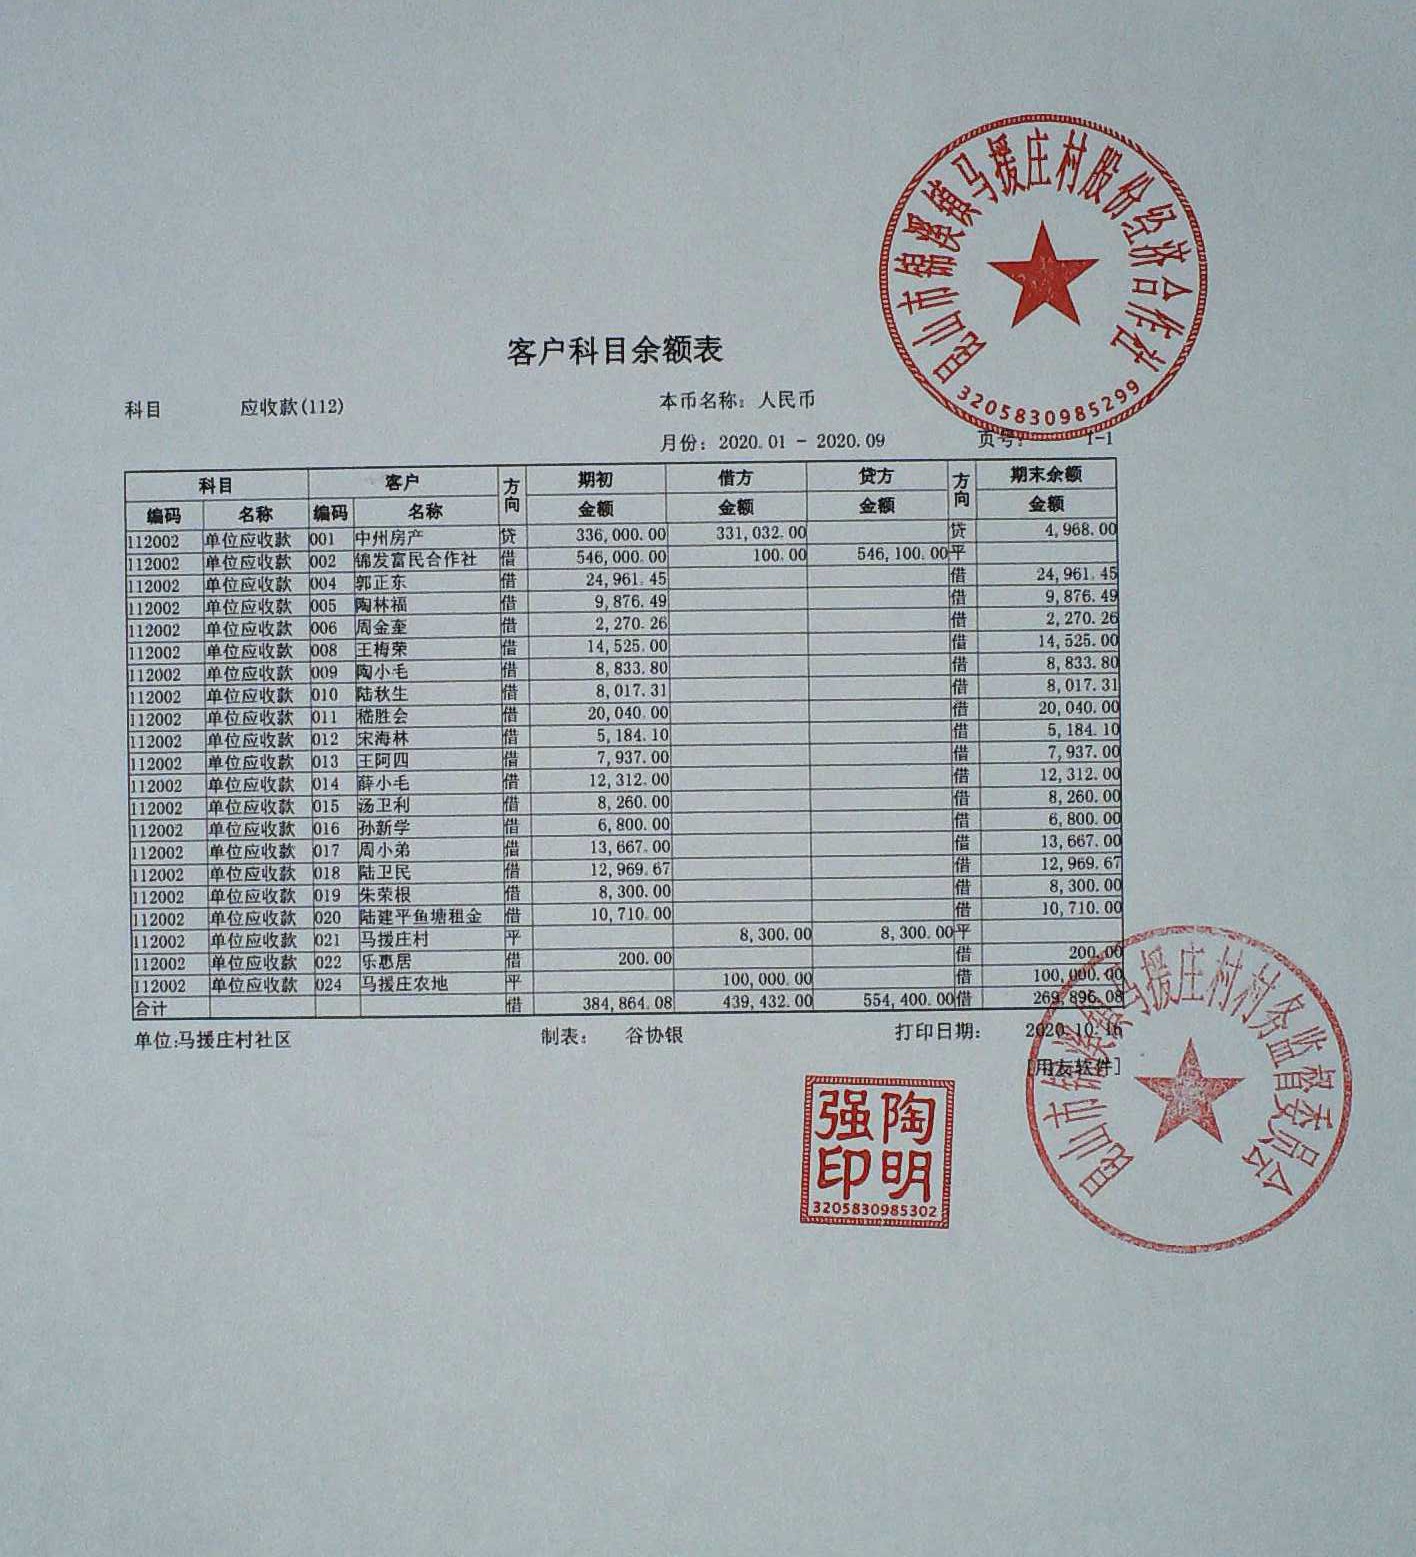 昆山市锦溪镇马援庄村股份经济合作社
3205830985299
客户科目余额表
科目 应收款(112) 本币名称: 人民币
月份: 2020.01 - 2020.09 页号: 1-1
科目 客户 方向 期初 借方 贷方 方向 期末余额
编码 名称 编码 名称 金额 金额 金额 金额
112002 单位应收款 001 中州房产 贷 336,000.00 331,032.00 贷 4,968.00
112002 单位应收款 002 锦发富民合作社 借 546,000.00 100.00 546,100.00 平
112002 单位应收款 004 郭正东 借 24,961.45 借 24,961.45
112002 单位应收款 005 陶林福 借 9,876.49 借 9,876.49
112002 单位应收款 006 周金奎 借 2,270.26 借 2,270.26
112002 单位应收款 008 王梅荣 借 14,525.00 借 14,525.00
112002 单位应收款 009 陶小毛 借 8,833.80 借 8,833.80
112002 单位应收款 010 陆秋生 借 8,017.31 借 8,017.31
112002 单位应收款 011 嵇胜会 借 20,040.00 借 20,040.00
112002 单位应收款 012 宋海林 借 5,184.10 借 5,184.10
112002 单位应收款 013 王阿四 借 7,937.00 借 7,937.00
112002 单位应收款 014 薛小毛 借 12,312.00 借 12,312.00
112002 单位应收款 015 汤卫利 借 8,260.00 借 8,260.00
112002 单位应收款 016 孙新学 借 6,800.00 借 6,800.00
112002 单位应收款 017 周小弟 借 13,667.00 借 13,667.00
112002 单位应收款 018 陆卫民 借 12,969.67 借 12,969.67
112002 单位应收款 019 朱荣根 借 8,300.00 借 8,300.00
112002 单位应收款 020 陆建平鱼塘租金 借 10,710.00 借 10,710.00
112002 单位应收款 021 马援庄村 平 8,300.00 8,300.00 平
112002 单位应收款 022 乐惠居 借 200.00 借 200.00
112002 单位应收款 024 马援庄农地 平 100,000.00 借 100,000.00
合计 借 384,864.08 439,432.00 554,400.00 借 269,896.08
单位:马援庄村社区 制表: 谷协银 打印日期: 2020.10.16
[用友软件]
昆山市锦溪镇马援庄村村务监督委员会
陶明强印
3205830985302